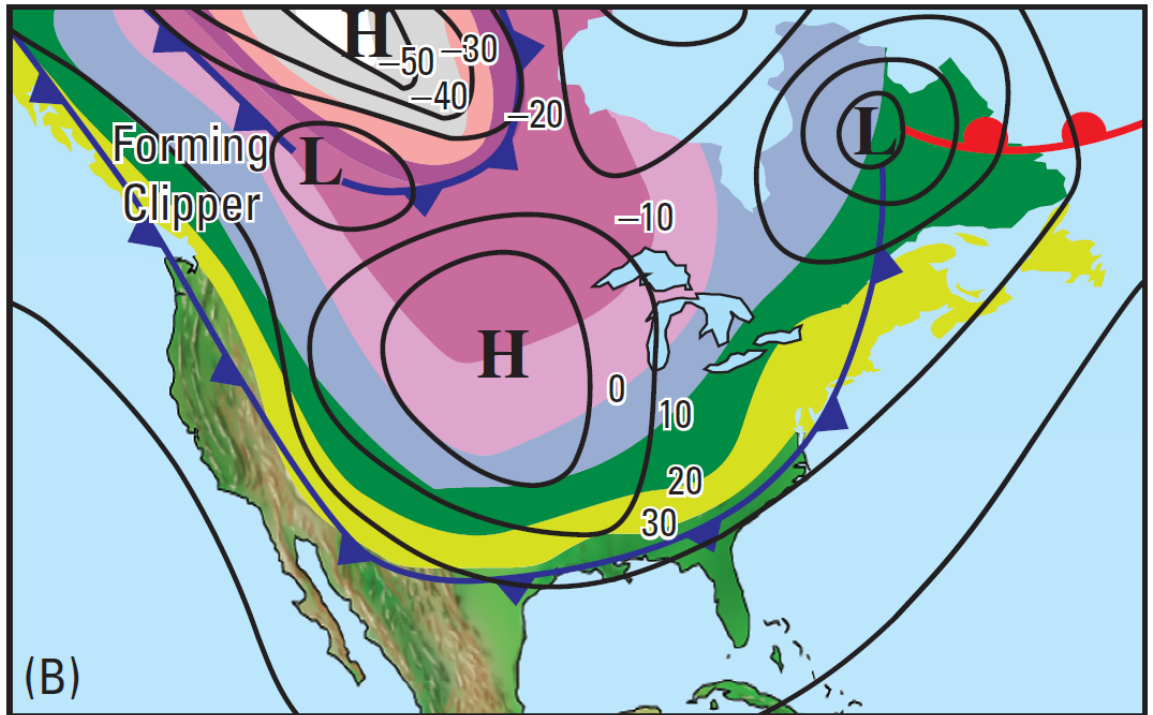 H
–50
–30
–40
–20
Forming
Clipper
L
L
–10
H
0
10
20
30
(B)